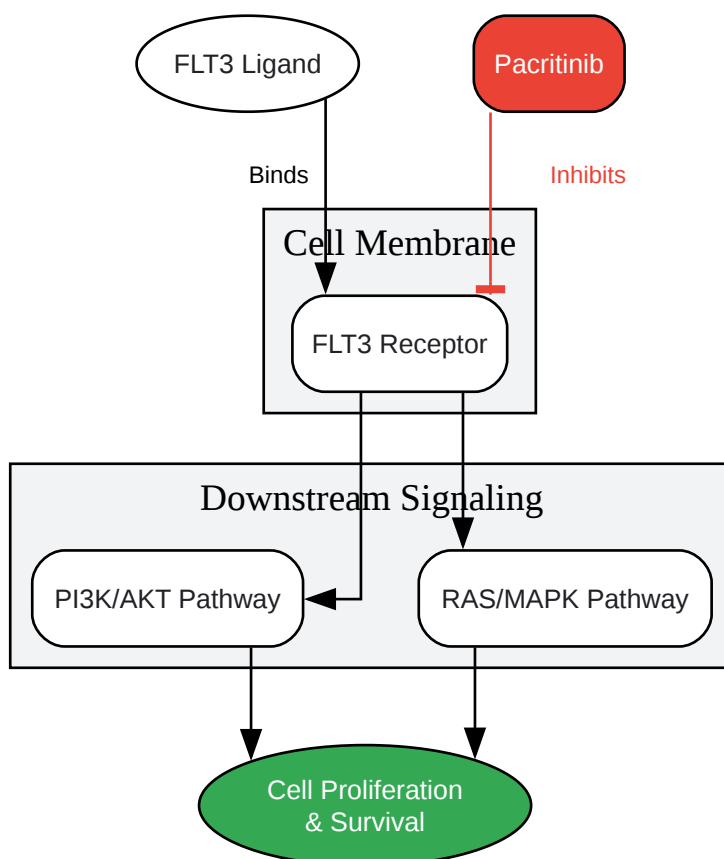 FLT3 Ligand
Pacritinib
Binds
Inhibits
Cell Membrane
FLT3 Receptor
Downstream Signaling
PI3K/AKT Pathway
RAS/MAPK Pathway
Cell Proliferation
& Survival